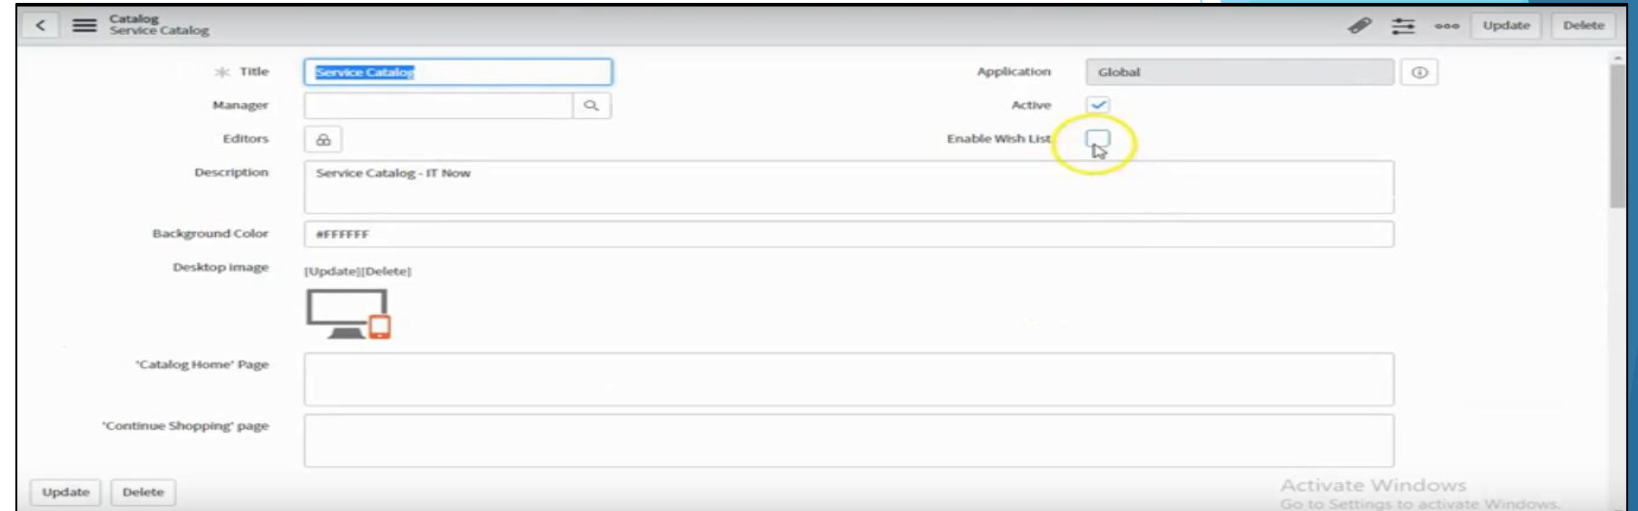 Catalog
Service Catalog
Update Delete
Title Service Catalog Application Global
Manager Active
Editors Enable Wish List
Description Service Catalog - IT Now
Background Color #FFFFFF
Desktop Image [Update][Delete]
'Catalog Home' Page
'Continue Shopping' page
Update Delete
Activate Windows
Go to Settings to activate Windows.